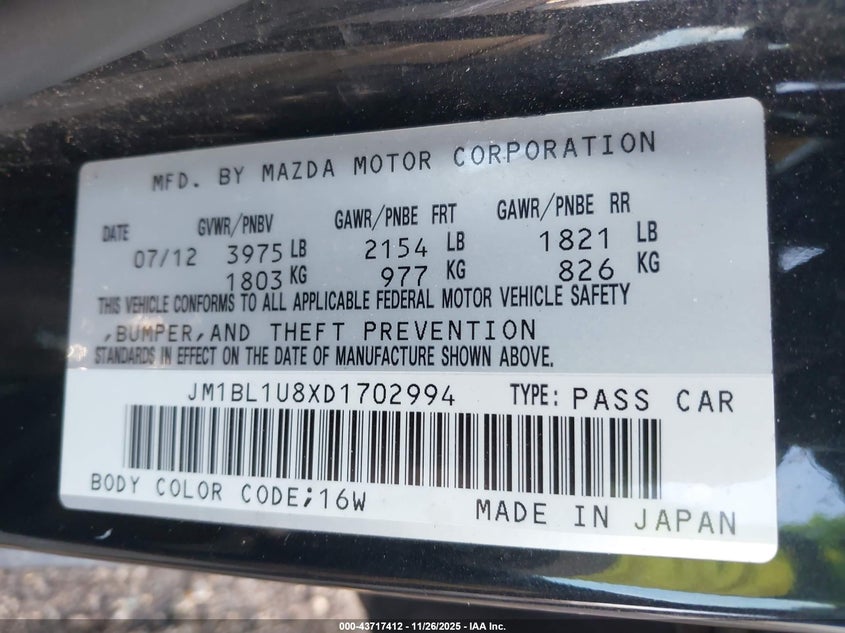 MFD. BY MAZDA MOTOR CORPORATION
DATE GVWR/PNBV GAWR/PNBE FRT GAWR/PNBE RR
07/12 3975 LB 2154 LB 1821 LB
1803 KG 977 KG 826 KG
THIS VEHICLE CONFORMS TO ALL APPLICABLE FEDERAL MOTOR VEHICLE SAFETY
,BUMPER,AND THEFT PREVENTION
STANDARDS IN EFFECT ON THE DATE OF MANUFACTURE SHOWN ABOVE.
JM1BL1U8XD1702994 TYPE: PASS CAR
BODY COLOR CODE;16W MADE IN JAPAN
000-43717412 - 11/26/2025 - IAA Inc.